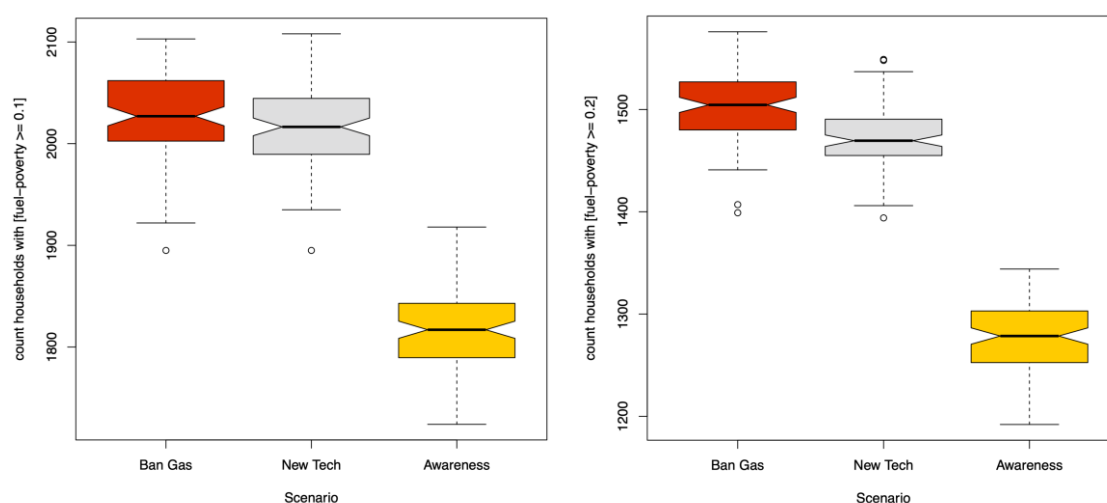 count households with [fuel-poverty >= 0.1]
2100
2000
1900
1800
Ban Gas
New Tech
Awareness
Scenario
count households with [fuel-poverty >= 0.2]
1500
1400
1300
1200
Ban Gas
New Tech
Awareness
Scenario